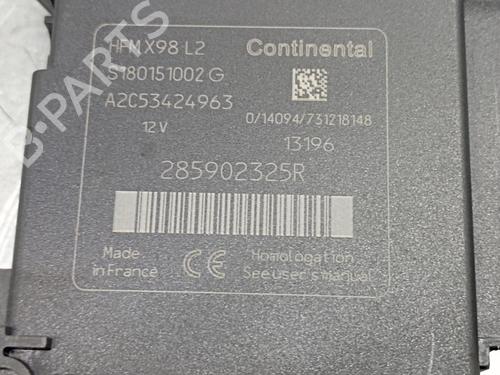 HFM X98 L2
Continental
S180151002 G
A2C53424963
12 V
0/14094/731218148
13196
285902325R
Made
in France
CE
Homologation
See user's manual
B-PARTS